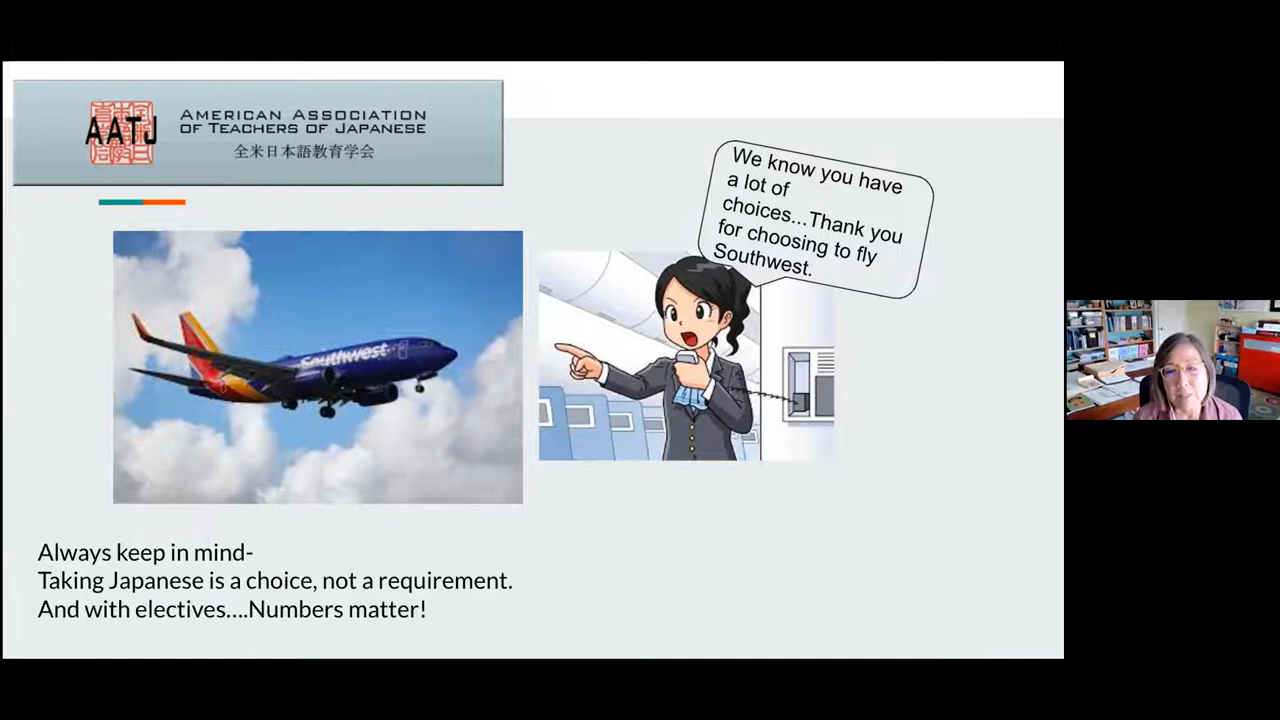 AATJ
AMERICAN ASSOCIATION
OF TEACHERS OF JAPANESE
全米日本語教育学会
We know you have
a lot of
choices...Thank you
for choosing to fly
Southwest.
Southwest
Always keep in mind-
Taking Japanese is a choice, not a requirement.
And with electives....Numbers matter!